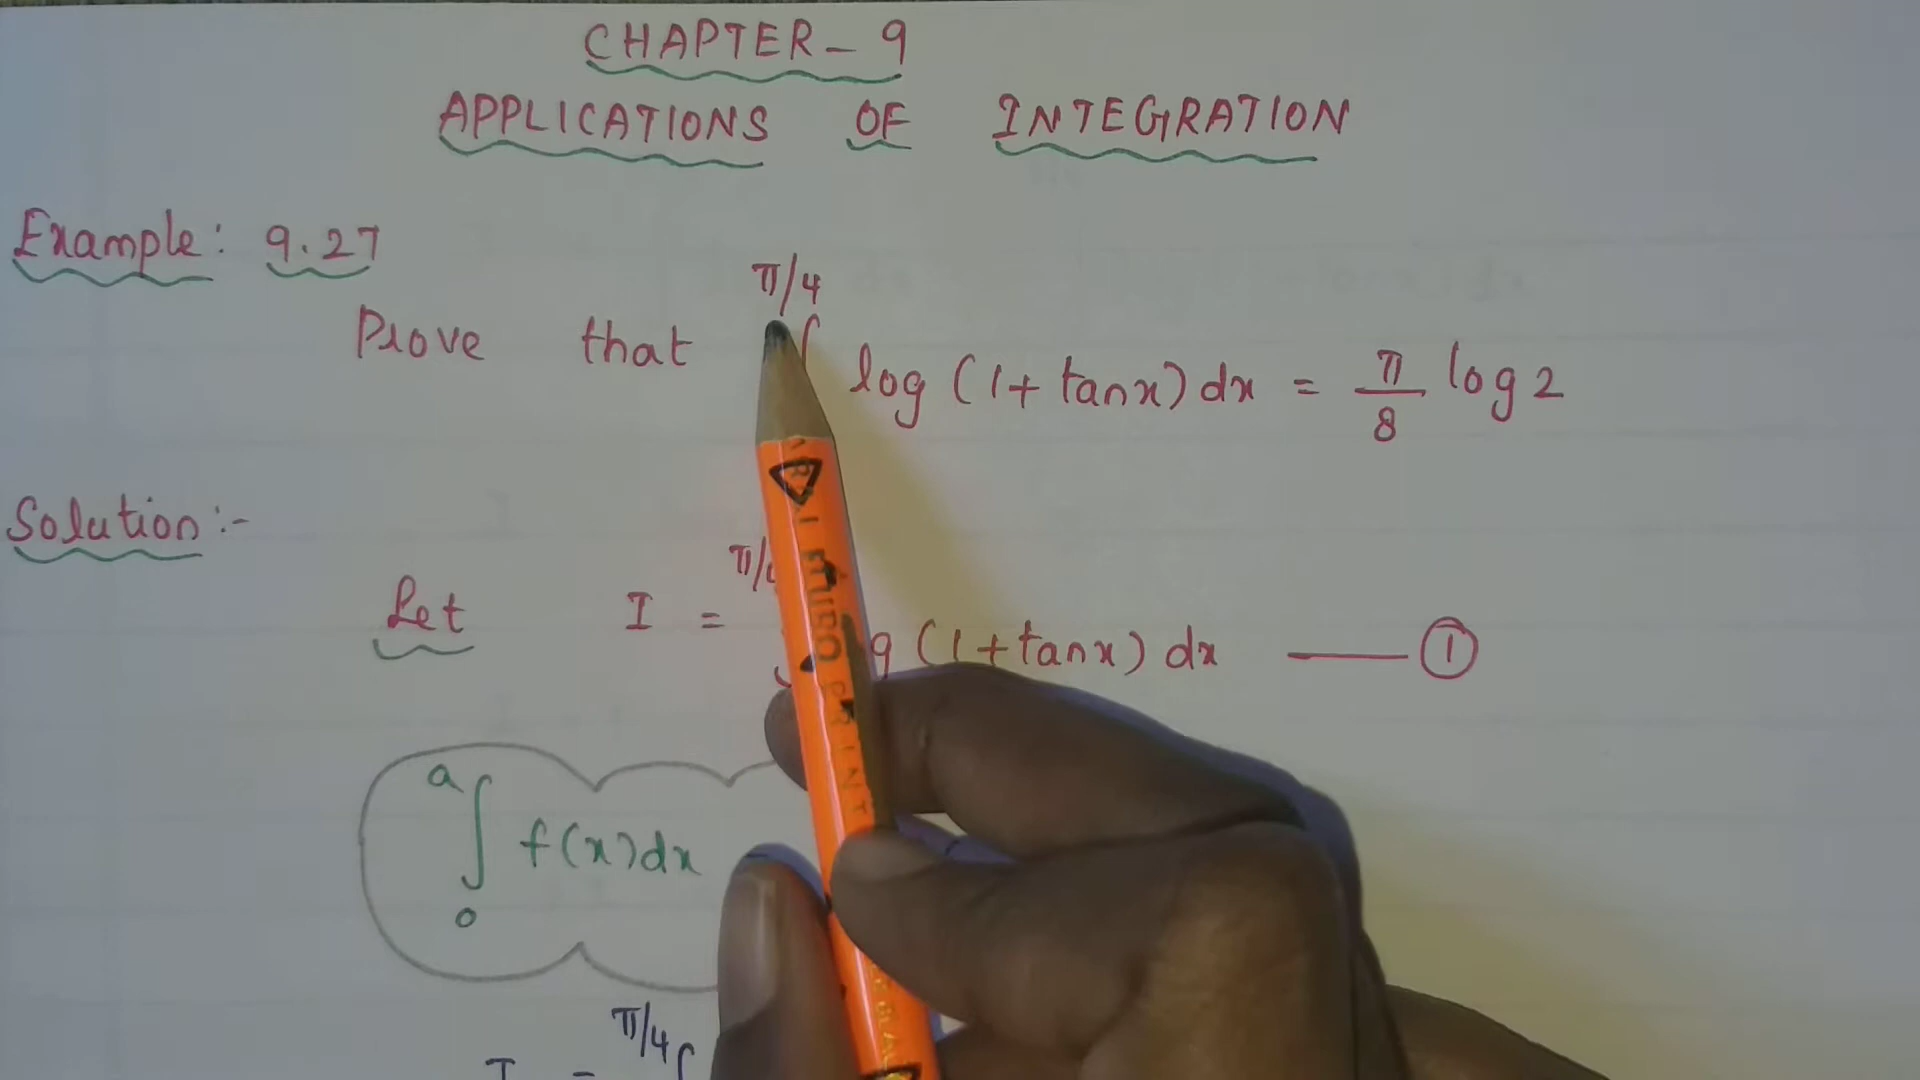 CHAPTER - 9
APPLICATIONS OF INTEGRATION
Example: 9.27
Prove that π/4 ∫ log (1 + tanx) dx = π/8 log 2
Solution:-
Let I = π/ g (1 + tanx) dx —— ①
a ∫ 0 f(x) dx
I = π/4 ∫